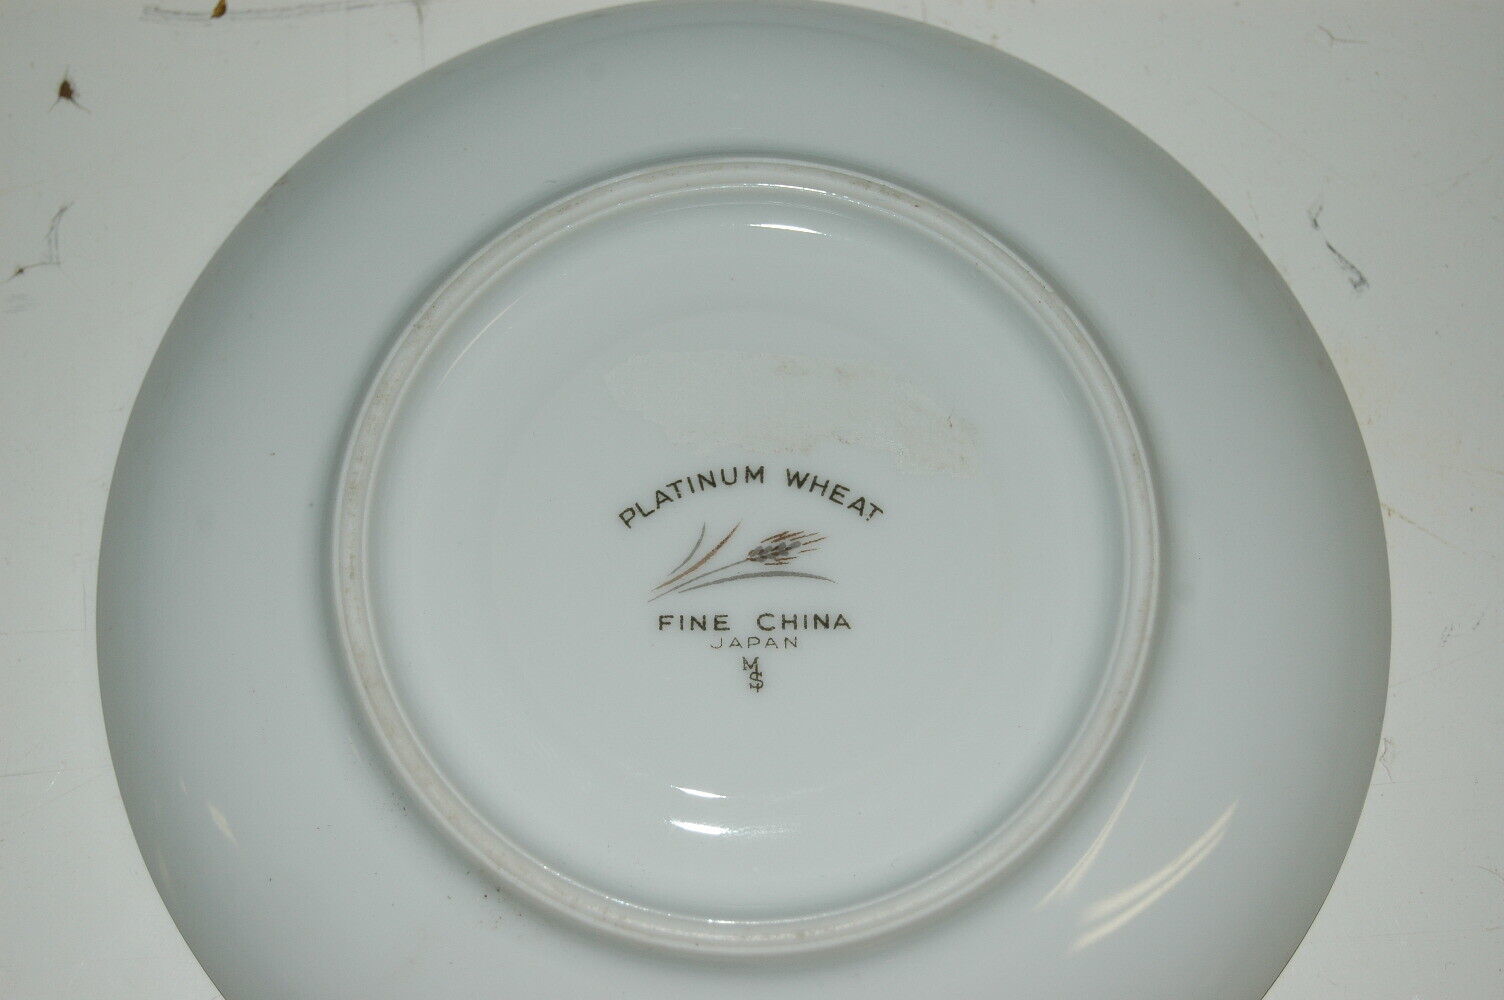 PLATINUM WHEAT
FINE CHINA
JAPAN
M
S